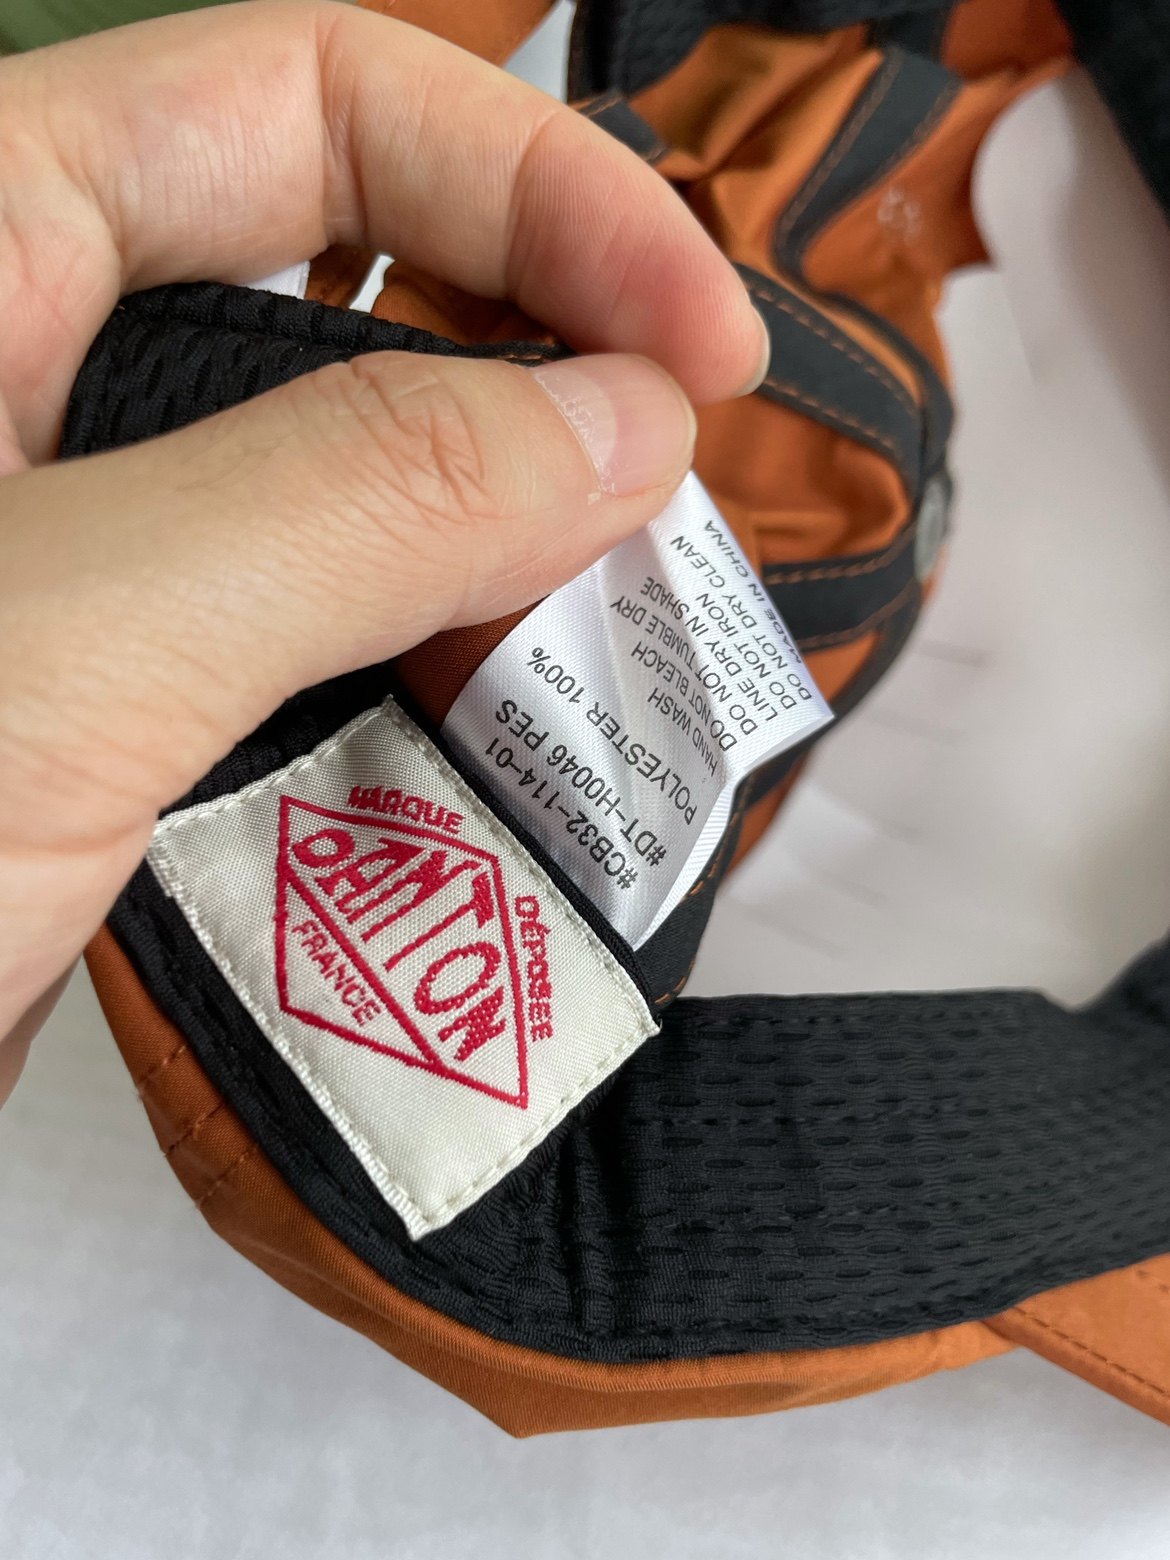 MARQUE
DANTON
FRANCE
DÉPOSÉE
#CB32-114-01
#DT-H0046 PES
POLYESTER 100%
HAND WASH
DO NOT BLEACH
DO NOT TUMBLE DRY
LINE DRY IN SHADE
DO NOT IRON
DO NOT DRY CLEAN
MADE IN CHINA